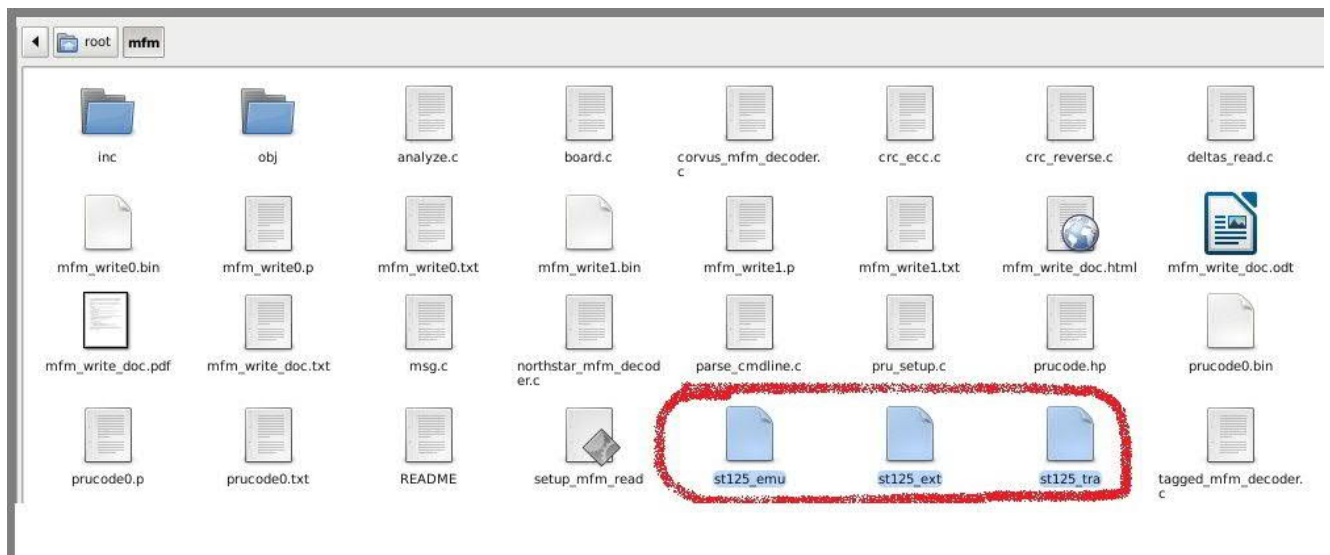 root mfm
inc obj analyze.c board.c corvus_mfm_decoder. crc_ecc.c crc_reverse.c deltas_read.c
c
mfm_write0.bin mfm_write0.p mfm_write0.txt mfm_write1.bin mfm_write1.p mfm_write1.txt mfm_write_doc.html mfm_write_doc.odt
mfm_write_doc.pdf mfm_write_doc.txt msg.c northstar_mfm_decod parse_cmdline.c pru_setup.c prucode.hp prucode0.bin
er.c
prucode0.p prucode0.txt README setup_mfm_read st125_emu st125_ext st125_tra tagged_mfm_decoder.
c